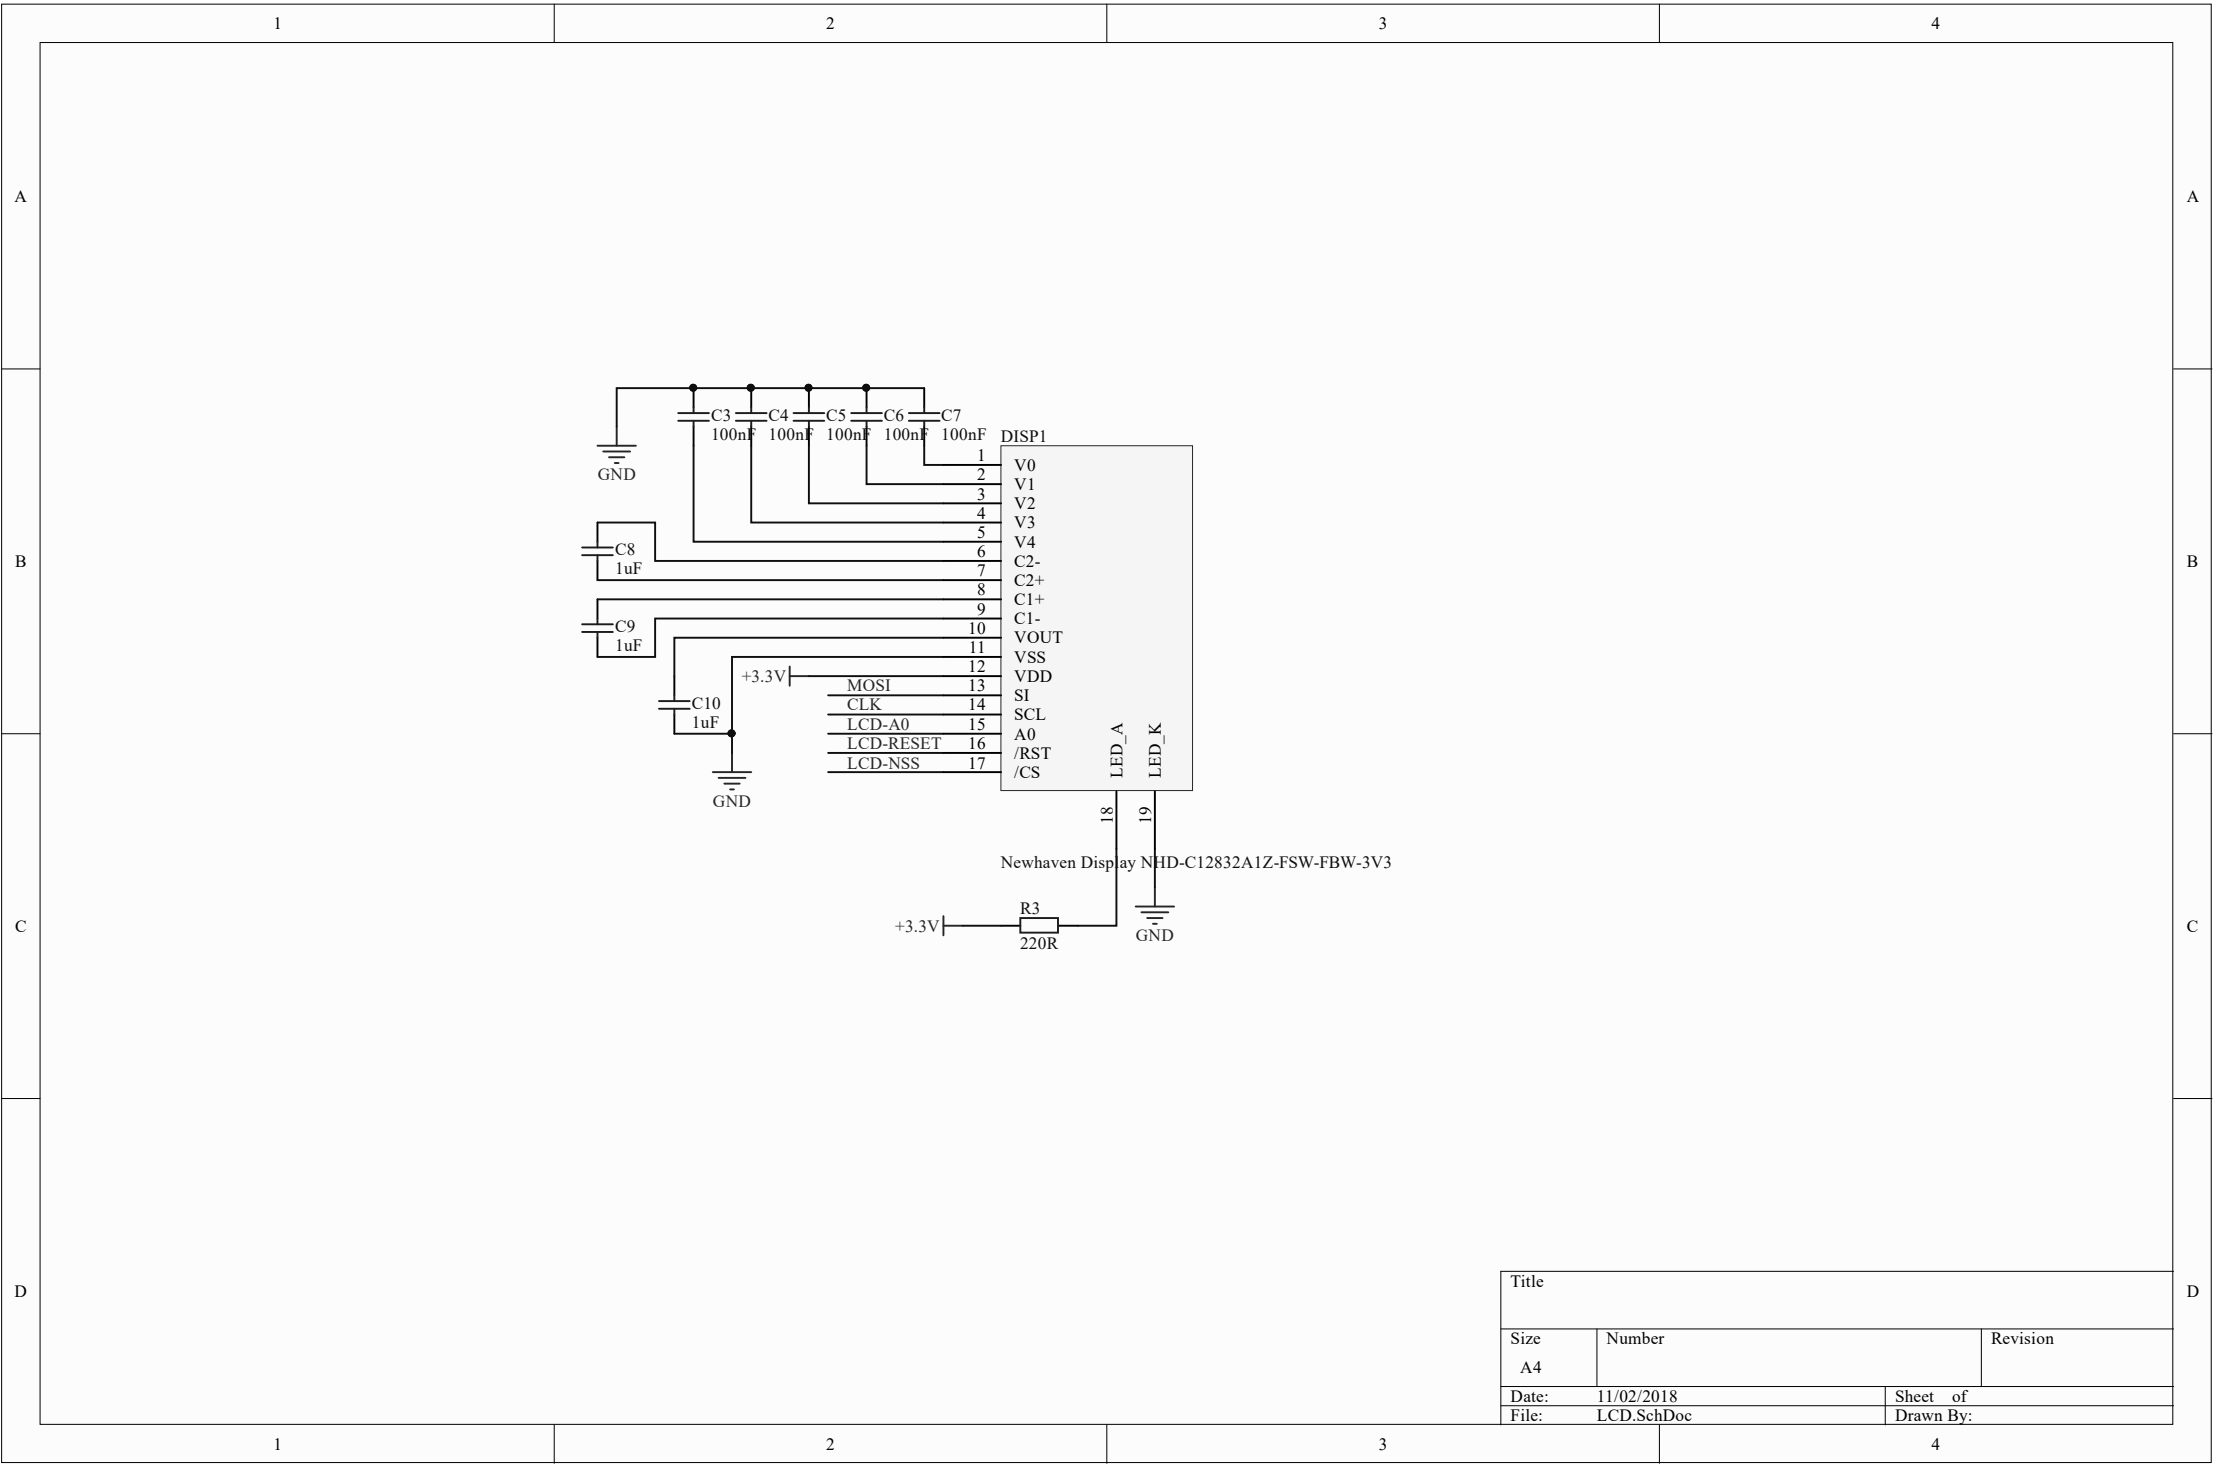 1 2 3 4
A A
C3 C4 C5 C6 C7
100nF 100nF 100nF 100nF 100nF
DISP1
GND
1 V0
2 V1
3 V2
4 V3
5 V4
6 C2-
C8
1uF
B B
7 C2+
8 C1+
9 C1-
C9
1uF
10 VOUT
11 VSS
+3.3V 12 VDD
MOSI 13 SI
C10
1uF
CLK 14 SCL
LCD-A0 15 A0
LCD-RESET 16 /RST
LCD-NSS 17 /CS
GND
LED_A
LED_K
18
19
Newhaven Display NHD-C12832A1Z-FSW-FBW-3V3
C C
R3
+3.3V
220R
GND
D D
Title
Size Number Revision
A4
Date: 11/02/2018 Sheet of
File: LCD.SchDoc Drawn By:
1 2 3 4